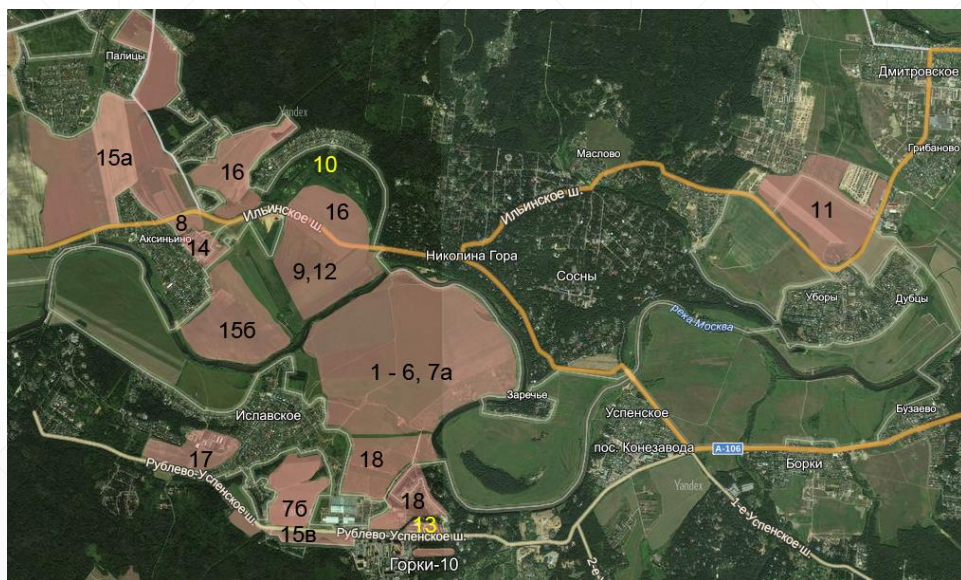 Палицы
Yandex
Дмитровское
Yandex
Маслово
Грибаново
15а
16
10
Ильинское ш.
11
16
8
Ильинское ш.
Аксиньино
14
Николина Гора
9,12
Сосны
Уборы
Дубцы
река-Москва
15б
1 - 6, 7а
Заречье
Иславское
Успенское
Бузаево
пос. Конезавода
А-106
Борки
17
18
Рублево-Успенское ш.
7б
18
Yandex
13
1-е-Успенское ш.
15в
Рублево-Успенское ш.
Горки-10